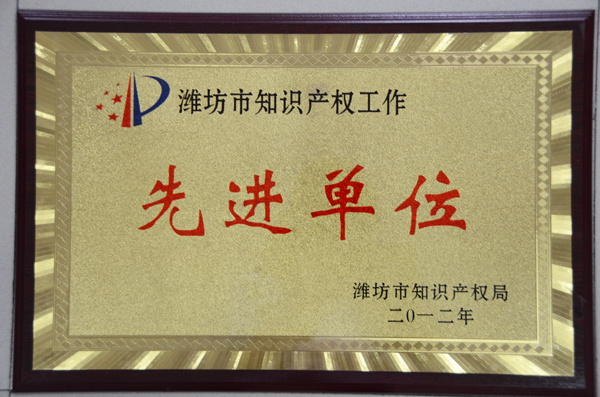 潍坊市知识产权工作
先进单位
潍坊市知识产权局
二0一二年